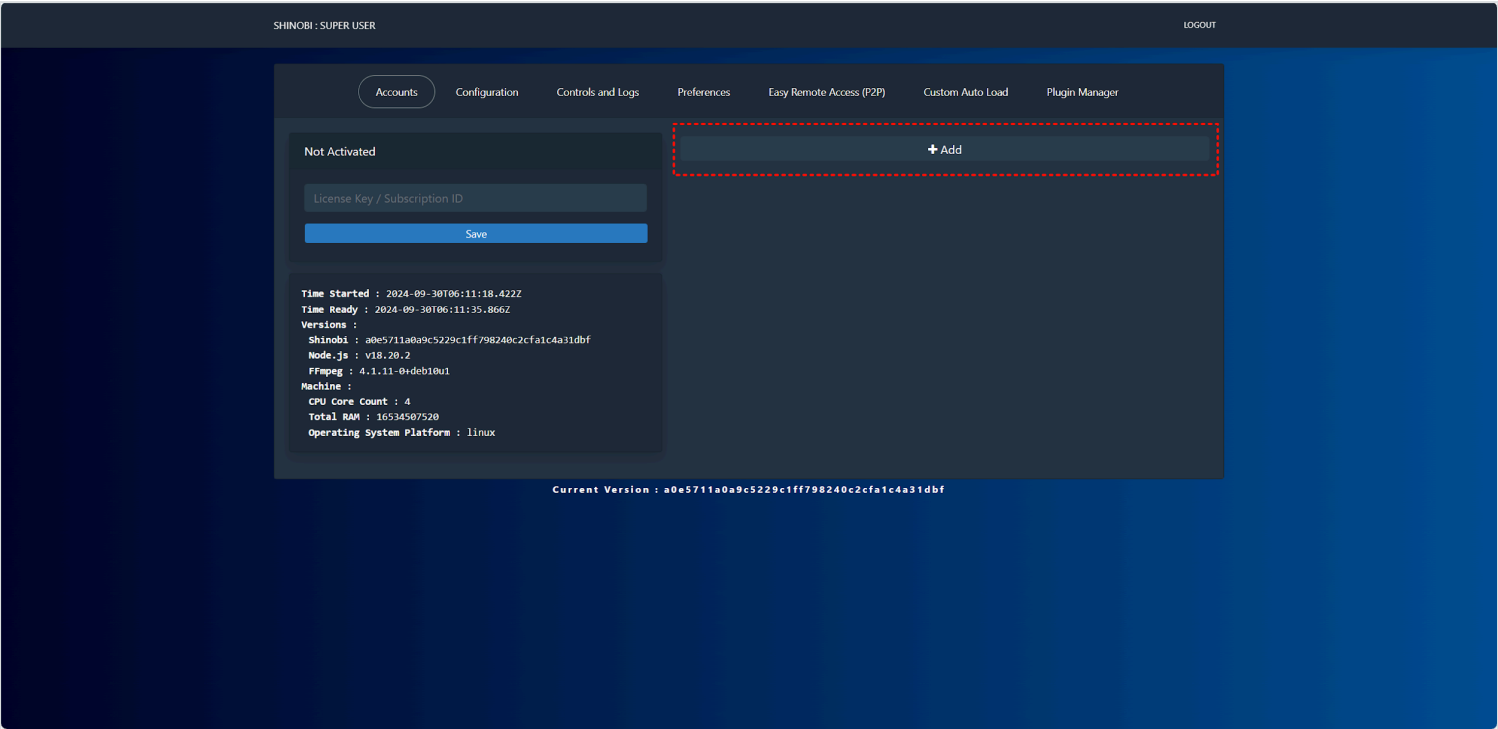 SHINOBI : SUPER USER
LOGOUT
Accounts
Configuration
Controls and Logs
Preferences
Easy Remote Access (P2P)
Custom Auto Load
Plugin Manager
Not Activated
License Key / Subscription ID
Save
+ Add
Time Started : 2024-09-30T06:11:18.422Z
Time Ready : 2024-09-30T06:11:35.866Z
Versions :
Shinobi : a0e5711a0a9c5229c1ff798240c2cfa1c4a31dbf
Node.js : v18.20.2
FFmpeg : 4.1.11-0+deb10u1
Machine :
CPU Core Count : 4
Total RAM : 16534507520
Operating System Platform : linux
Current Version : a0e5711a0a9c5229c1ff798240c2cfa1c4a31dbf